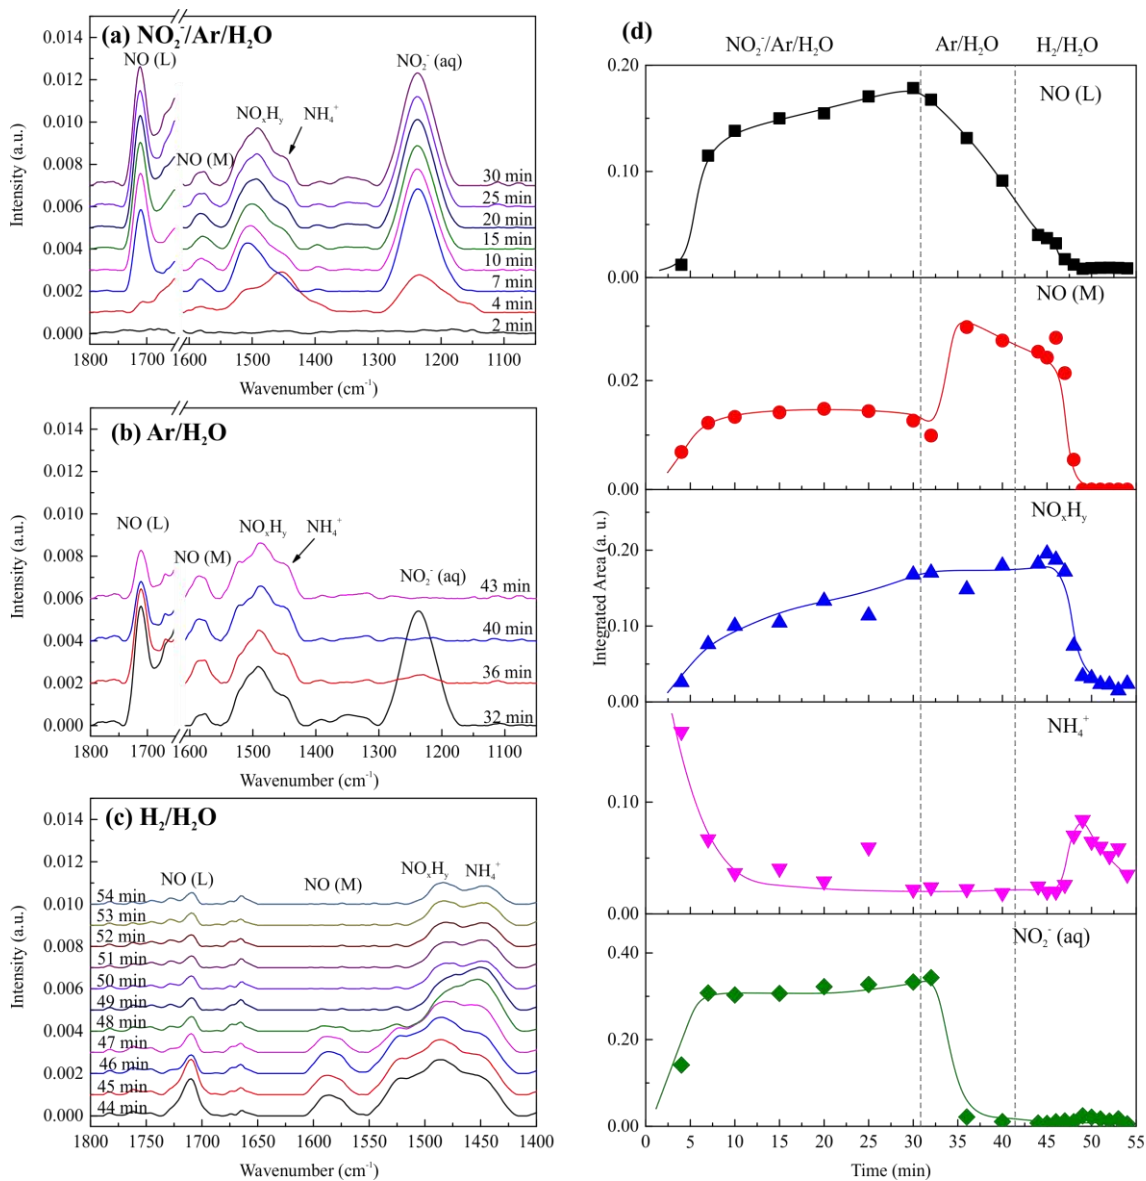 (a) NO₂⁻/Ar/H₂O
NO (L)
NO₂⁻ (aq)
NOₓHᵧ
NH₄⁺
NO (M)
30 min
25 min
20 min
15 min
10 min
7 min
4 min
2 min
0.014
0.012
0.010
0.008
0.006
0.004
0.002
0.000
Intensity (a.u.)
1800 1700 1600 1500 1400 1300 1200 1100
Wavenumber (cm⁻¹)
(b) Ar/H₂O
NO (L)
NO (M)
NOₓHᵧ
NH₄⁺
NO₂⁻ (aq)
43 min
40 min
36 min
32 min
0.014
0.012
0.010
0.008
0.006
0.004
0.002
0.000
Intensity (a.u.)
1800 1700 1600 1500 1400 1300 1200 1100
Wavenumber (cm⁻¹)
(c) H₂/H₂O
NO (L)
NO (M)
NOₓHᵧ
NH₄⁺
54 min
53 min
52 min
51 min
50 min
49 min
48 min
47 min
46 min
45 min
44 min
0.014
0.012
0.010
0.008
0.006
0.004
0.002
0.000
Intensity (a.u.)
1800 1750 1700 1650 1600 1550 1500 1450 1400
Wavenumber (cm⁻¹)
(d)
NO₂⁻/Ar/H₂O Ar/H₂O H₂/H₂O
NO (L)
0.20
0.10
0.00
NO (M)
0.02
0.00
NOₓHᵧ
0.20
0.10
0.00
NH₄⁺
0.10
0.00
NO₂⁻ (aq)
0.40
0.20
0.00
Integrated Area (a. u.)
0 5 10 15 20 25 30 35 40 45 50 55
Time (min)